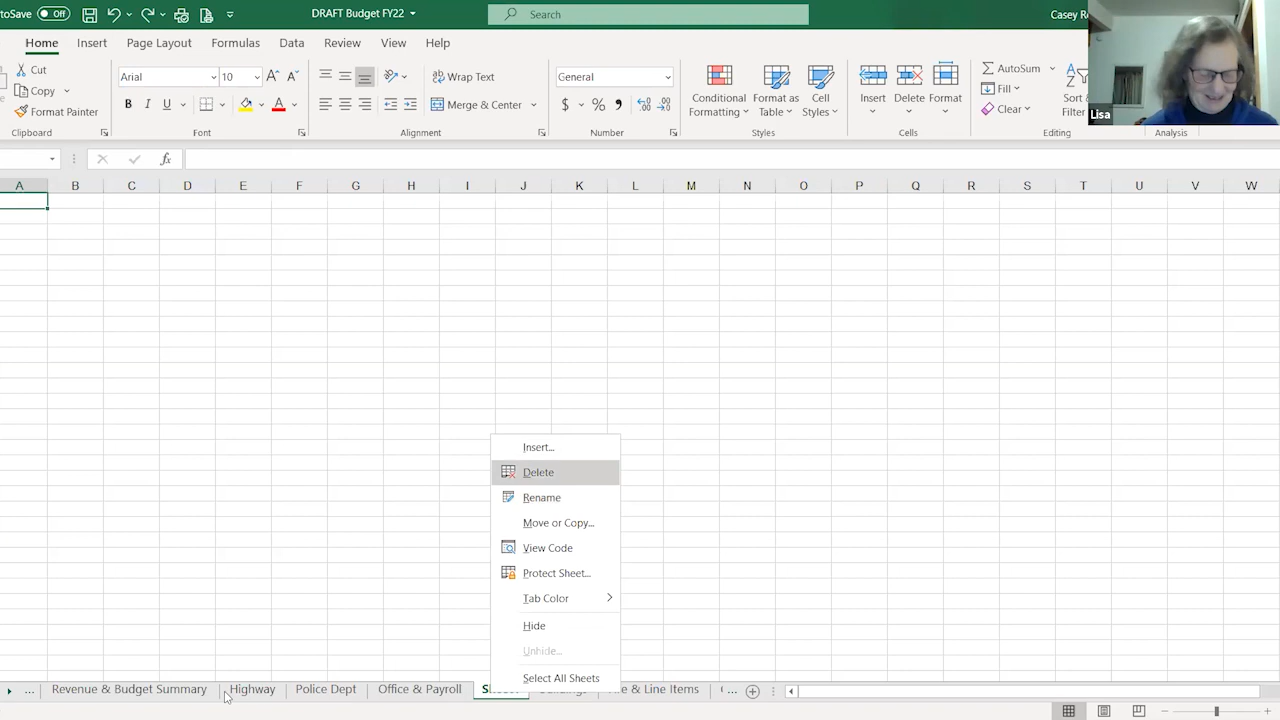 toSave Off DRAFT Budget FY22 Search Casey Re
Home Insert Page Layout Formulas Data Review View Help
Cut
Copy
Format Painter
Arial 10
B I U
Wrap Text
Merge & Center
General
$ % 9
Conditional Formatting
Format as Table
Cell Styles
Insert Delete Format
AutoSum
Fill
Clear
Sort &
Filter
Lisa
Clipboard Font Alignment Number Styles Cells Editing Analysis
fx
A B C D E F G H I J K L M N O P Q R S T U V W
Insert...
Delete
Rename
Move or Copy...
View Code
Protect Sheet...
Tab Color
Hide
Unhide...
Select All Sheets
... Revenue & Budget Summary Highway Police Dept Office & Payroll & Line Items ...